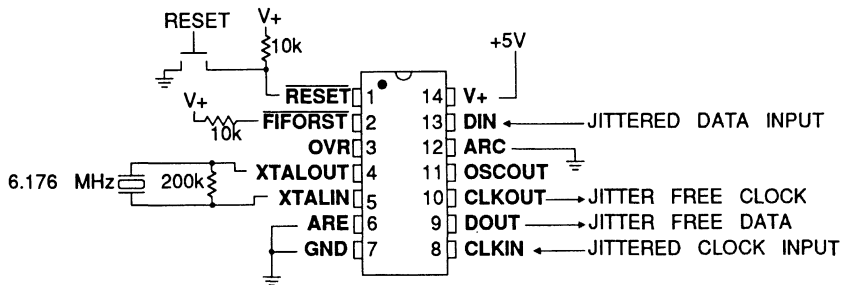 RESET
V+
10k
+5V
RESET 1
14 V+
V+
10k
FIFORST 2
13 DIN JITTERED DATA INPUT
OVR 3
12 ARC
6.176 MHz
200k
XTALOUT 4
11 OSCOUT
XTALIN 5
10 CLKOUT JITTER FREE CLOCK
ARE 6
9 DOUT JITTER FREE DATA
GND 7
8 CLKIN JITTERED CLOCK INPUT